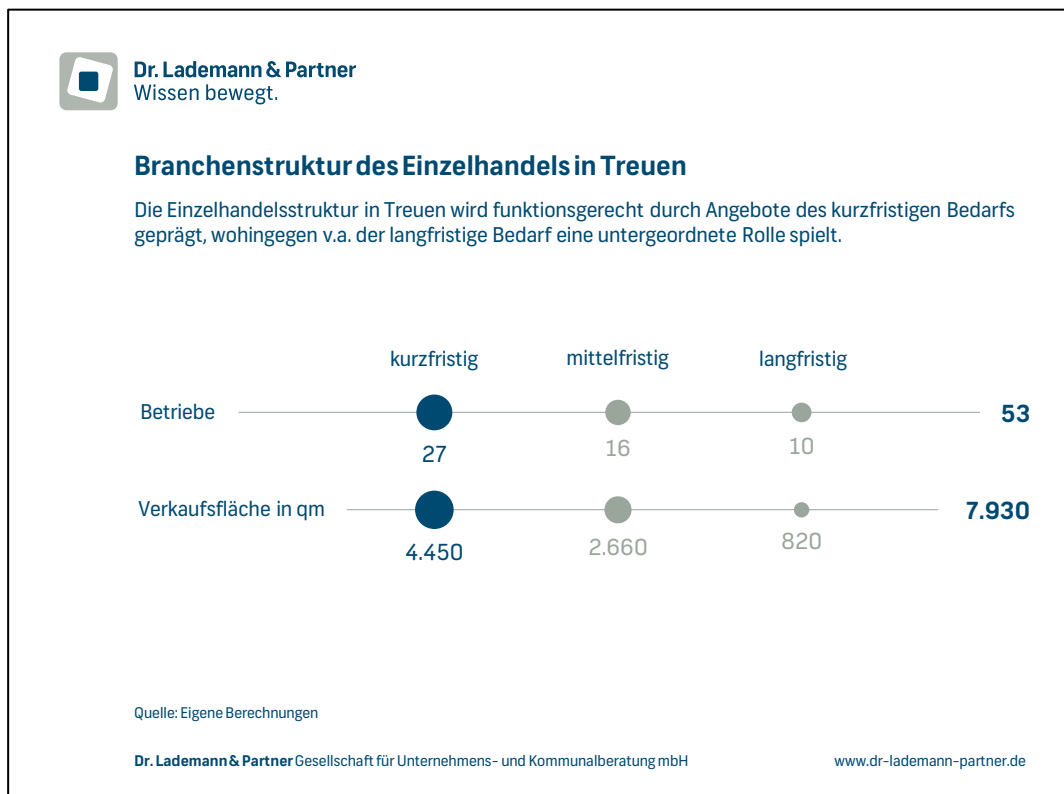 Dr. Lademann & Partner
Wissen bewegt.
Branchenstruktur des Einzelhandels in Treuen
Die Einzelhandelsstruktur in Treuen wird funktionsgerecht durch Angebote des kurzfristigen Bedarfs
geprägt, wohingegen v.a. der langfristige Bedarf eine untergeordnete Rolle spielt.
kurzfristig mittelfristig langfristig
Betriebe 53
27 16 10
Verkaufsfläche in qm 7.930
4.450 2.660 820
Quelle: Eigene Berechnungen
Dr. Lademann & Partner Gesellschaft für Unternehmens- und Kommunalberatung mbH www.dr-lademann-partner.de